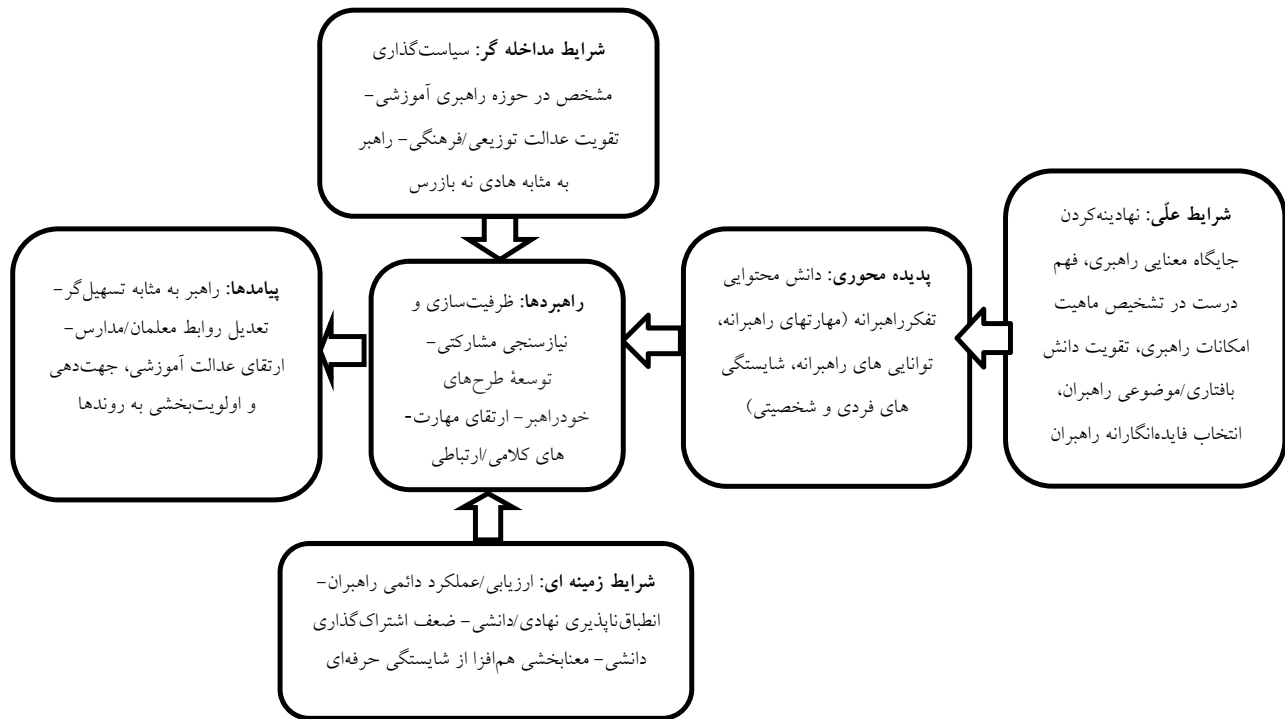 شرایط مداخله گر: سیاست‌گذاری
مشخص در حوزه راهبری آموزشی–
تقویت عدالت توزیعی/فرهنگی– راهبر
به مثابه هادی نه بازرس
شرایط علّی: نهادینه‌کردن
جایگاه معنایی راهبری، فهم
درست در تشخیص ماهیت
امکانات راهبری، تقویت دانش
بافتاری/موضوعی راهبران،
انتخاب فایده‌انگارانه راهبران
پدیده محوری: دانش محتوایی
تفکرراهبرانه (مهارتهای راهبرانه،
توانایی های راهبرانه، شایستگی
های فردی و شخصیتی)
راهبردها: ظرفیت‌سازی و
نیازسنجی مشارکتی–
توسعۀ طرح‌های
خودراهبر– ارتقای مهارت-
های کلامی/ارتباطی
پیامدها: راهبر به مثابه تسهیل‌گر–
تعدیل روابط معلمان/مدارس–
ارتقای عدالت آموزشی، جهت‌دهی
و اولویت‌بخشی به روندها
شرایط زمینه ای: ارزیابی/عملکرد دائمی راهبران–
انطباق‌ناپذیری نهادی/دانشی– ضعف اشتراک‌گذاری
دانشی– معنابخشی هم‌افزا از شایستگی حرفه‌ای